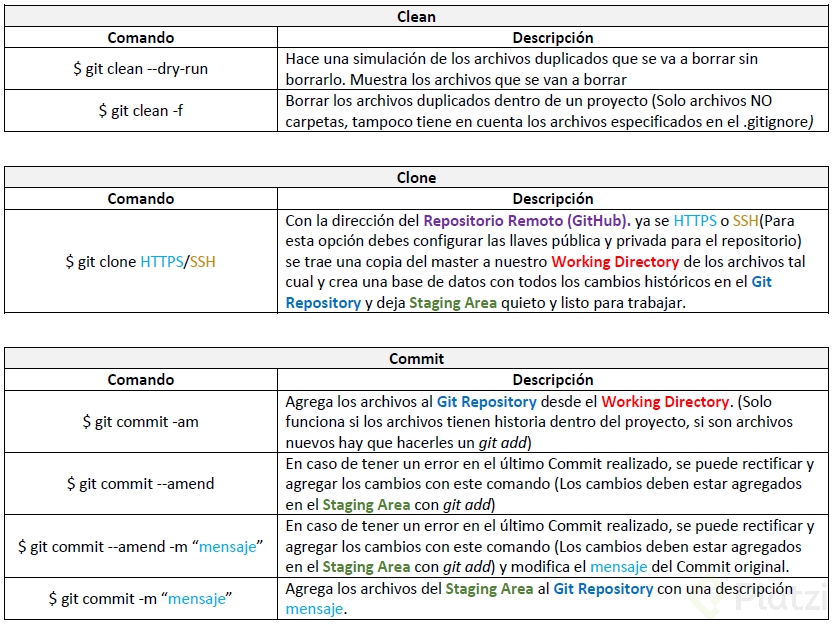 Clean
Comando Descripción
$ git clean --dry-run
Hace una simulación de los archivos duplicados que se va a borrar sin
borrarlo. Muestra los archivos que se van a borrar
$ git clean -f
Borrar los archivos duplicados dentro de un proyecto (Solo archivos NO
carpetas, tampoco tiene en cuenta los archivos especificados en el .gitignore)
Clone
Comando Descripción
$ git clone HTTPS/SSH
Con la dirección del Repositorio Remoto (GitHub). ya se HTTPS o SSH(Para
esta opción debes configurar las llaves pública y privada para el repositorio)
se trae una copia del master a nuestro Working Directory de los archivos tal
cual y crea una base de datos con todos los cambios históricos en el Git
Repository y deja Staging Area quieto y listo para trabajar.
Commit
Comando Descripción
$ git commit -am
Agrega los archivos al Git Repository desde el Working Directory. (Solo
funciona si los archivos tienen historia dentro del proyecto, si son archivos
nuevos hay que hacerles un git add)
$ git commit --amend
En caso de tener un error en el último Commit realizado, se puede rectificar y
agregar los cambios con este comando (Los cambios deben estar agregados
en el Staging Area con git add)
$ git commit --amend -m “mensaje”
En caso de tener un error en el último Commit realizado, se puede rectificar y
agregar los cambios con este comando (Los cambios deben estar agregados
en el Staging Area con git add) y modifica el mensaje del Commit original.
$ git commit -m “mensaje”
Agrega los archivos del Staging Area al Git Repository con una descripción
mensaje.
Platzi